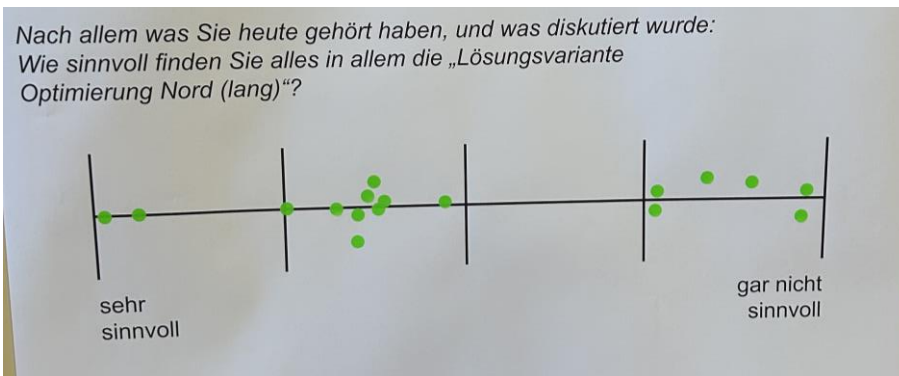 Nach allem was Sie heute gehört haben, und was diskutiert wurde:
Wie sinnvoll finden Sie alles in allem die „Lösungsvariante
Optimierung Nord (lang)“?
sehr
sinnvoll
gar nicht
sinnvoll